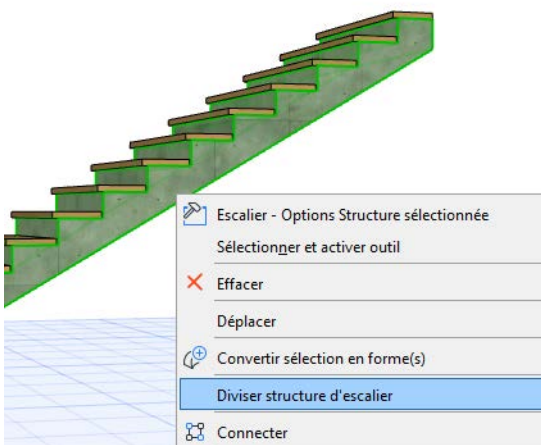 Escalier - Options Structure sélectionnée
Sélectionner et activer outil
Effacer
Déplacer
Convertir sélection en forme(s)
Diviser structure d'escalier
Connecter